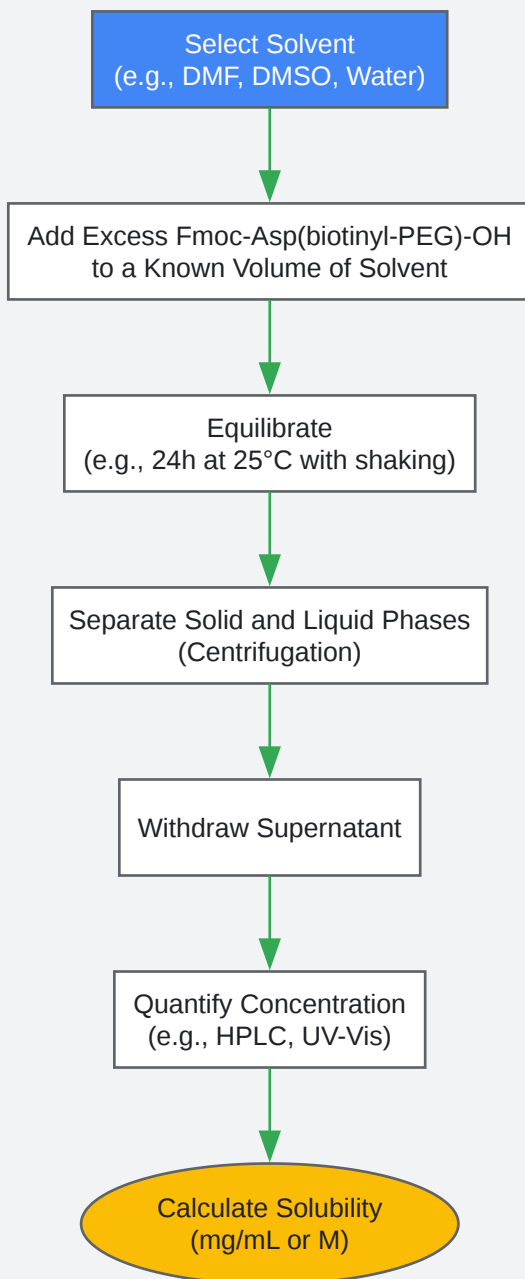 Select Solvent
(e.g., DMF, DMSO, Water)
Add Excess Fmoc-Asp(biotinyl-PEG)-OH
to a Known Volume of Solvent
Equilibrate
(e.g., 24h at 25°C with shaking)
Separate Solid and Liquid Phases
(Centrifugation)
Withdraw Supernatant
Quantify Concentration
(e.g., HPLC, UV-Vis)
Calculate Solubility
(mg/mL or M)